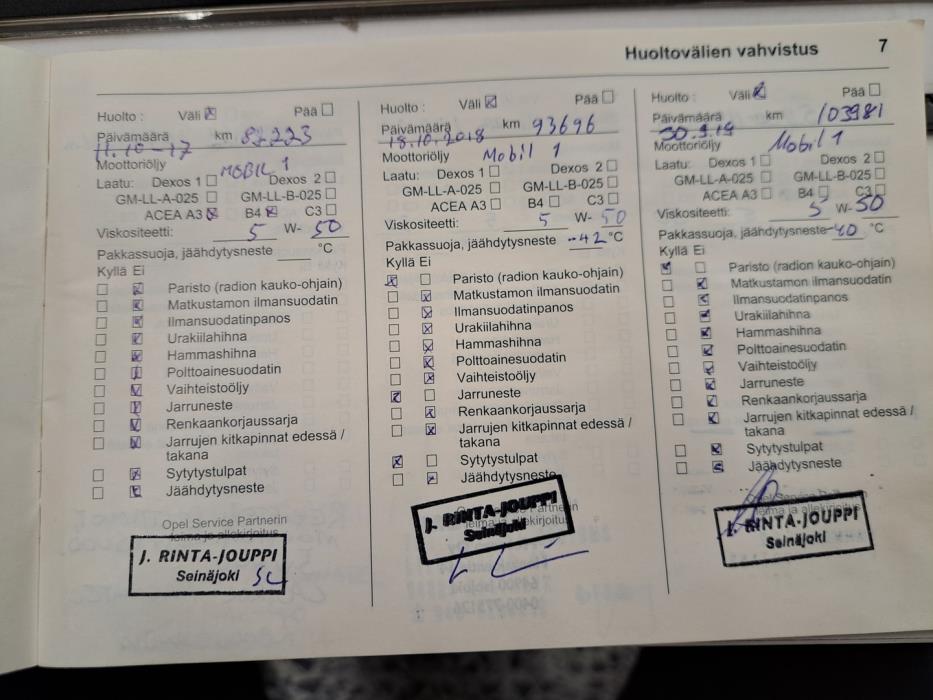 Huoltovälien vahvistus 7
Huolto : Väli ☒ Pää ☐
Päivämäärä km 82223
11.10-17
Moottoriöljy MOBIL 1
Laatu: Dexos 1 ☐ Dexos 2 ☐
GM-LL-A-025 ☐ GM-LL-B-025 ☐
ACEA A3 ☒ B4 ☒ C3 ☐
Viskositeetti: 5 W- 50
Pakkassuoja, jäähdytysneste °C
Kyllä Ei
☐ ☒ Paristo (radion kauko-ohjain)
☐ ☒ Matkustamon ilmansuodatin
☐ ☒ Ilmansuodatinpanos
☐ ☒ Urakiilahihna
☐ ☒ Hammashihna
☐ ☒ Polttoainesuodatin
☐ ☒ Vaihteistoöljy
☐ ☒ Jarruneste
☐ ☒ Renkaankorjaussarja
☐ ☒ Jarrujen kitkapinnat edessä /
takana
☐ ☒ Sytytystulpat
☐ ☒ Jäähdytysneste
Opel Service Partnerin
leima ja allekirjoitus
J. RINTA-JOUPPI
Seinäjoki
Huolto : Väli ☒ Pää ☐
Päivämäärä km 93696
18.10.2018
Moottoriöljy Mobil 1
Laatu: Dexos 1 ☐ Dexos 2 ☐
GM-LL-A-025 ☐ GM-LL-B-025 ☐
ACEA A3 ☐ B4 ☐ C3 ☐
Viskositeetti: 5 W- 50
Pakkassuoja, jäähdytysneste -42 °C
Kyllä Ei
☒ ☐ Paristo (radion kauko-ohjain)
☐ ☒ Matkustamon ilmansuodatin
☐ ☒ Ilmansuodatinpanos
☐ ☒ Urakiilahihna
☐ ☒ Hammashihna
☐ ☒ Polttoainesuodatin
☐ ☒ Vaihteistoöljy
☒ ☐ Jarruneste
☐ ☒ Renkaankorjaussarja
☐ ☒ Jarrujen kitkapinnat edessä /
takana
☒ ☐ Sytytystulpat
☐ ☒ Jäähdytysneste
J. RINTA-JOUPPI
Seinäjoki
Huolto : Väli ☒ Pää ☐
Päivämäärä km 103981
30.9.19
Moottoriöljy Mobil 1
Laatu: Dexos 1 ☐ Dexos 2 ☐
GM-LL-A-025 ☐ GM-LL-B-025 ☐
ACEA A3 ☐ B4 ☐ C3 ☐
Viskositeetti: 5 W- 50
Pakkassuoja, jäähdytysneste -40 °C
Kyllä Ei
☒ ☐ Paristo (radion kauko-ohjain)
☐ ☒ Matkustamon ilmansuodatin
☐ ☒ Ilmansuodatinpanos
☐ ☒ Urakiilahihna
☐ ☒ Hammashihna
☐ ☒ Polttoainesuodatin
☐ ☒ Vaihteistoöljy
☐ ☒ Jarruneste
☐ ☒ Renkaankorjaussarja
☐ ☒ Jarrujen kitkapinnat edessä /
takana
☐ ☒ Sytytystulpat
☐ ☒ Jäähdytysneste
J. RINTA-JOUPPI
Seinäjoki